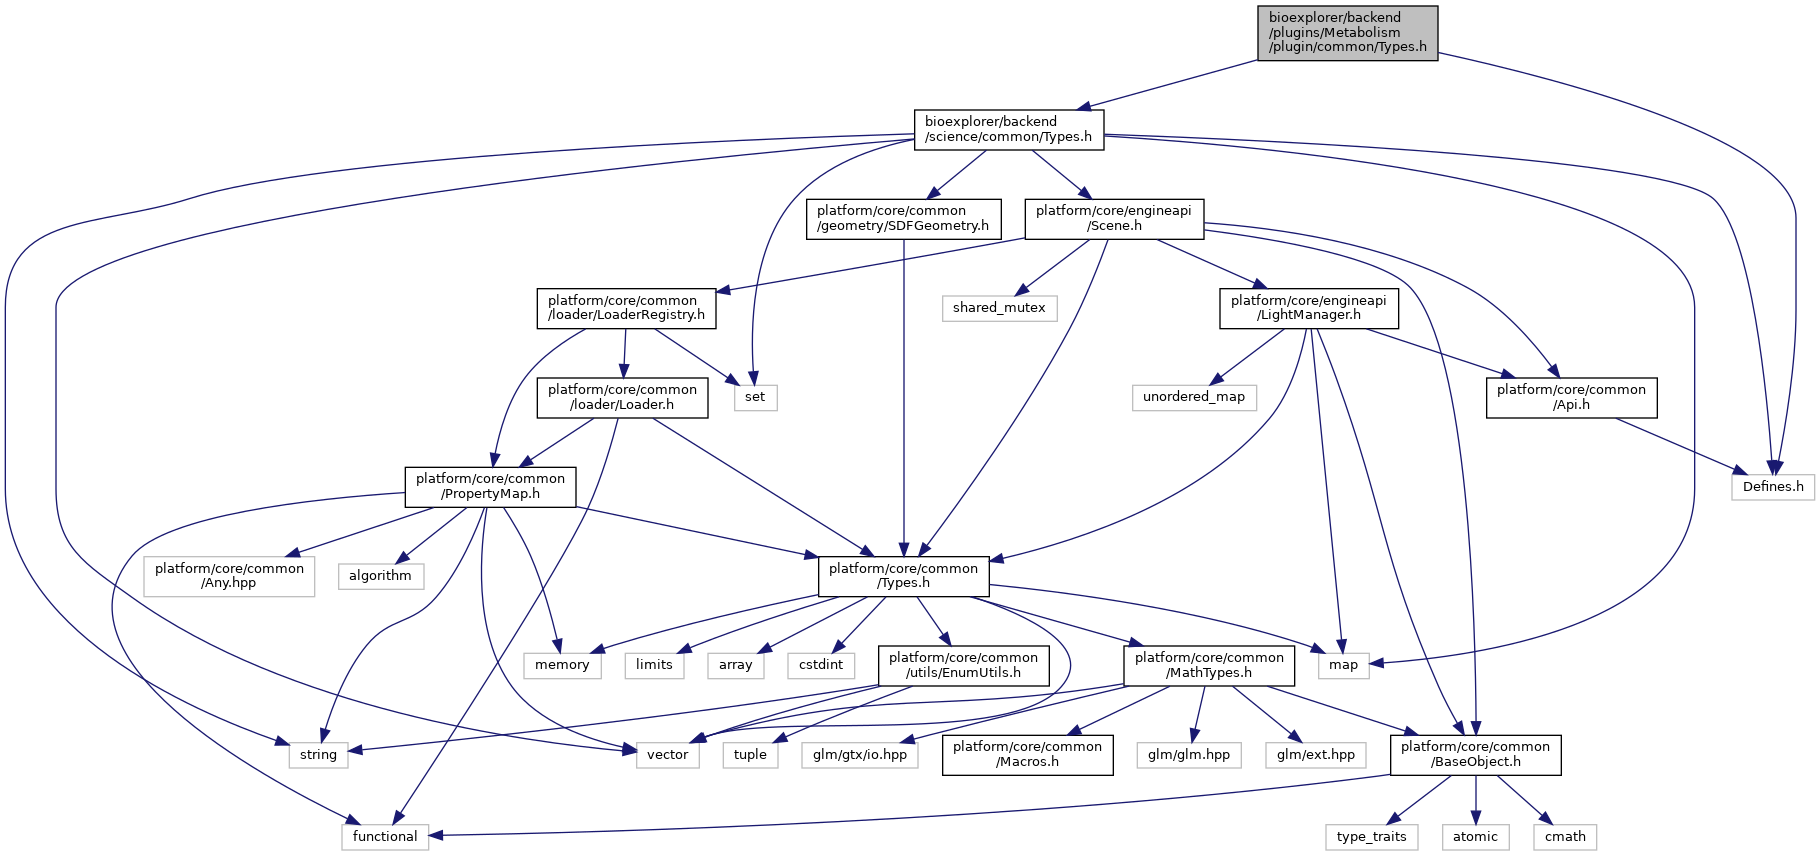 bioexplorer/backend
/plugins/Metabolism
/plugin/common/Types.h
bioexplorer/backend
/science/common/Types.h
platform/core/common
/geometry/SDFGeometry.h
platform/core/engineapi
/Scene.h
platform/core/common
/loader/LoaderRegistry.h
shared_mutex
platform/core/engineapi
/LightManager.h
platform/core/common
/loader/Loader.h
set
unordered_map
platform/core/common
/Api.h
platform/core/common
/PropertyMap.h
Defines.h
platform/core/common
/Any.hpp
algorithm
platform/core/common
/Types.h
memory
limits
array
cstdint
platform/core/common
/utils/EnumUtils.h
platform/core/common
/MathTypes.h
map
string
vector
tuple
glm/gtx/io.hpp
platform/core/common
/Macros.h
glm/glm.hpp
glm/ext.hpp
platform/core/common
/BaseObject.h
functional
type_traits
atomic
cmath